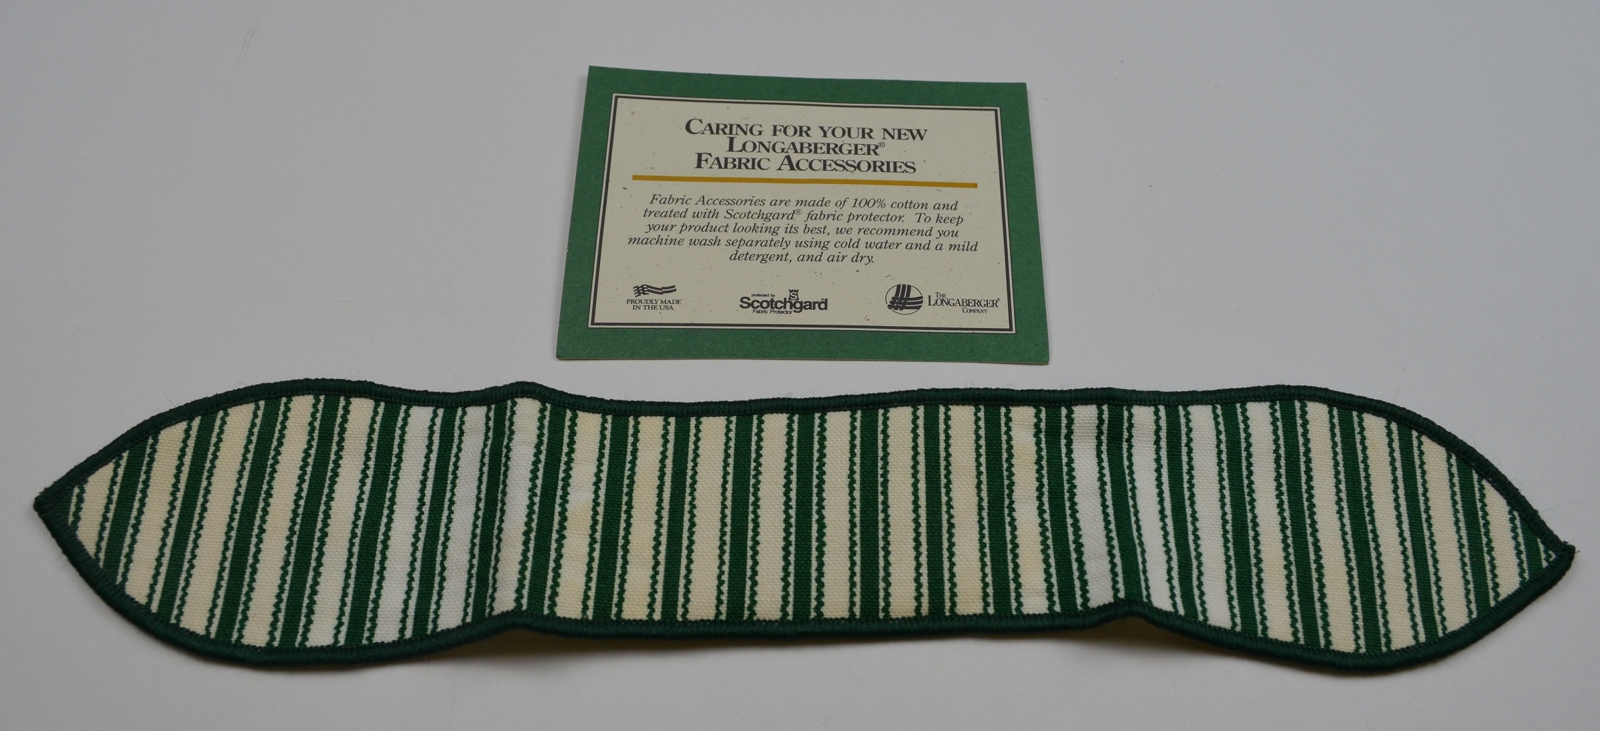 CARING FOR YOUR NEW
LONGABERGER®
FABRIC ACCESSORIES
Fabric Accessories are made of 100% cotton and
treated with Scotchgard® fabric protector. To keep
your product looking its best, we recommend you
machine wash separately using cold water and a mild
detergent, and air dry.
PROUDLY MADE
IN THE USA
protected by
Scotchgard
Fabric Protector
THE
LONGABERGER®
COMPANY